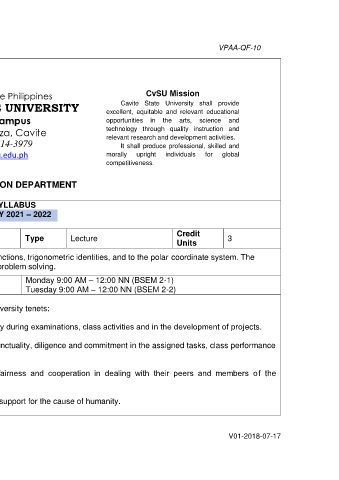 VPAA-QF-10
e Philippines
S UNIVERSITY
ampus
za, Cavite
14-3979
.edu.ph
CvSU Mission
Cavite State University shall provide
excellent, equitable and relevant educational
opportunities in the arts, science and
technology through quality instruction and
relevant research and development activities.
It shall produce professional, skilled and
morally upright individuals for global
competitiveness.
ON DEPARTMENT
YLLABUS
Y 2021 – 2022
Type Lecture Credit Units 3
nctions, trigonometric identities, and to the polar coordinate system. The
problem solving.
Monday 9:00 AM – 12:00 NN (BSEM 2-1)
Tuesday 9:00 AM – 12:00 NN (BSEM 2-2)
iversity tenets:
y during examinations, class activities and in the development of projects.
unctuality, diligence and commitment in the assigned tasks, class performance
fairness and cooperation in dealing with their peers and members of the
support for the cause of humanity.
V01-2018-07-17